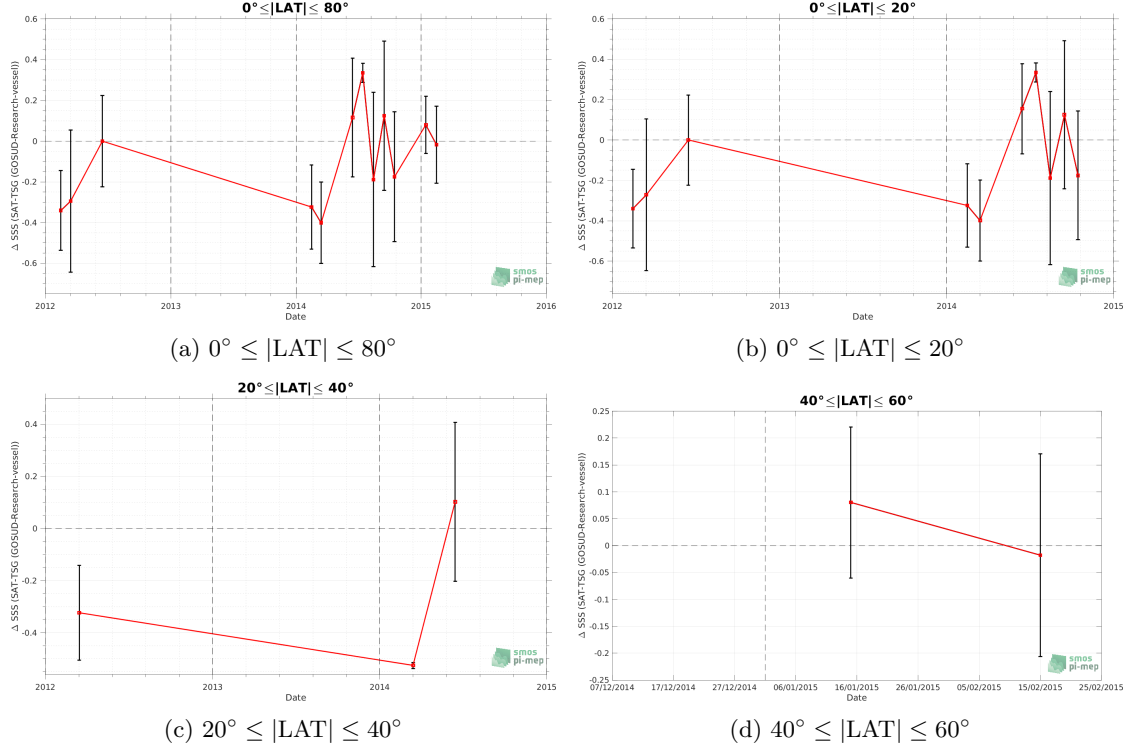 0°≤|LAT|≤ 80°
Δ SSS (SAT-TSG (GOSUD-Research-vessel))
0.6
0.4
0.2
0
-0.2
-0.4
-0.6
2012 2013 2014 2015 2016
Date
smos
pi-mep
(a) 0° ≤ |LAT| ≤ 80°
0°≤|LAT|≤ 20°
Δ SSS (SAT-TSG (GOSUD-Research-vessel))
0.6
0.4
0.2
0
-0.2
-0.4
-0.6
2012 2013 2014 2015
Date
smos
pi-mep
(b) 0° ≤ |LAT| ≤ 20°
20°≤|LAT|≤ 40°
Δ SSS (SAT-TSG (GOSUD-Research-vessel))
0.4
0.2
0
-0.2
-0.4
2012 2013 2014 2015
Date
smos
pi-mep
(c) 20° ≤ |LAT| ≤ 40°
40°≤|LAT|≤ 60°
Δ SSS (SAT-TSG (GOSUD-Research-vessel))
0.25
0.2
0.15
0.1
0.05
0
-0.05
-0.1
-0.15
-0.2
-0.25
07/12/2014 17/12/2014 27/12/2014 06/01/2015 16/01/2015 26/01/2015 05/02/2015 15/02/2015 25/02/2015
Date
smos
pi-mep
(d) 40° ≤ |LAT| ≤ 60°